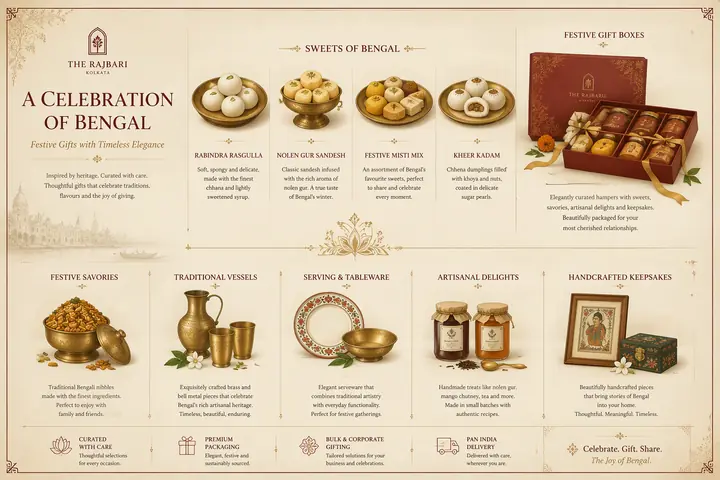 THE RAJBARI
KOLKATA
A CELEBRATION
OF BENGAL
Festive Gifts with Timeless Elegance
Inspired by heritage. Curated with care.
Thoughtful gifts that celebrate traditions,
flavours and the joy of giving.
SWEETS OF BENGAL
RABINDRA RASGULLA
Soft, spongy and delicate,
made with the finest
chhana and lightly
sweetened syrup.
NOLEN GUR SANDESH
Classic sandesh infused
with the rich aroma of
nolen gur. A true taste
of Bengal's winter.
FESTIVE MISTI MIX
An assortment of Bengal's
favourite sweets, perfect
to share and celebrate
every moment.
KHEER KADAM
Chhena dumplings filled
with khoya and nuts,
coated in delicate
sugar pearls.
FESTIVE GIFT BOXES
THE RAJBARI
Elegantly curated hampers with sweets,
savories, artisanal delights and keepsakes.
Beautifully packaged for your
most cherished relationships.
FESTIVE SAVORIES
Traditional Bengali nibbles
made with the finest ingredients.
Perfect to enjoy with
family and friends.
TRADITIONAL VESSELS
Exquisitely crafted brass and
bell metal pieces that celebrate
Bengal's rich artisanal heritage.
Timeless, beautiful, enduring.
SERVING & TABLEWARE
Elegant serveware that
combines traditional artistry
with everyday functionality.
Perfect for festive gatherings.
ARTISANAL DELIGHTS
Handmade treats like nolen gur,
mango chutney, tea and more.
Made in small batches with
authentic recipes.
HANDCRAFTED KEEPSAKES
Beautifully handcrafted pieces
that bring stories of Bengal
into your home.
Thoughtful. Meaningful. Timeless.
CURATED
WITH CARE
Thoughtful selections
for every occasion.
PREMIUM
PACKAGING
Elegant, festive and
sustainably sourced.
BULK & CORPORATE
GIFTING
Tailored solutions for your
business and celebrations.
PAN INDIA
DELIVERY
Delivered with care,
wherever you are.
Celebrate. Gift. Share.
The Joy of Bengal.